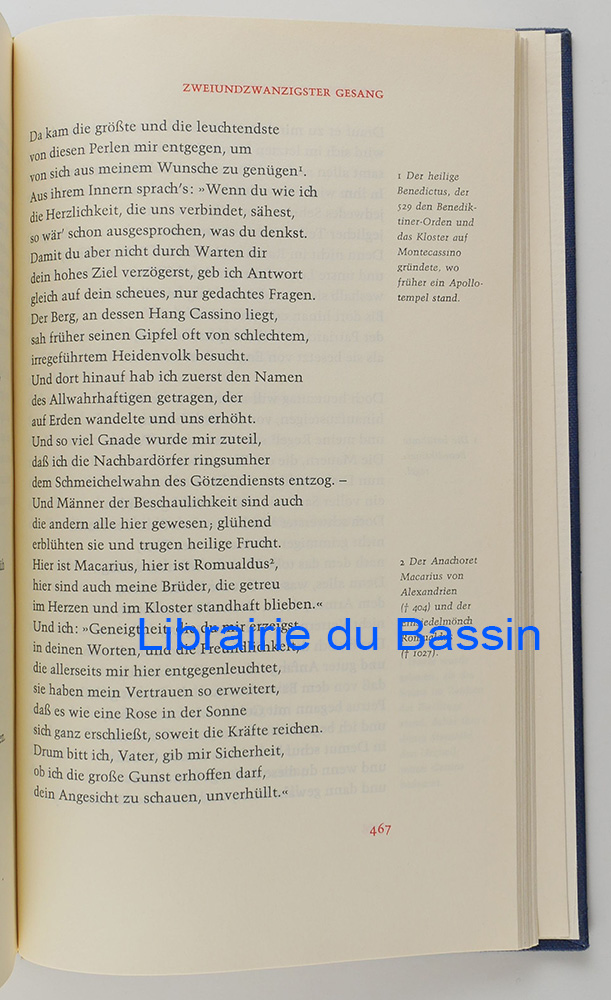 ZWEIUNDZWANZIGSTER GESANG
Da kam die größte und die leuchtendste
von diesen Perlen mir entgegen, um
von sich aus meinem Wunsche zu genügen¹.
Aus ihrem Innern sprach's: »Wenn du wie ich
die Herzlichkeit, die uns verbindet, sähest,
so wär' schon ausgesprochen, was du denkst.
Damit du aber nicht durch Warten dir
dein hohes Ziel verzögerst, geb ich Antwort
gleich auf dein scheues, nur gedachtes Fragen.
Der Berg, an dessen Hang Cassino liegt,
sah früher seinen Gipfel oft von schlechtem,
irregeführtem Heidenvolk besucht.
Und dort hinauf hab ich zuerst den Namen
des Allwahrhaftigen getragen, der
auf Erden wandelte und uns erhöht.
Und so viel Gnade wurde mir zuteil,
daß ich die Nachbardörfer ringsumher
dem Schmeichelwahn des Götzendiensts entzog. –
Und Männer der Beschaulichkeit sind auch
die andern alle hier gewesen; glühend
erblühten sie und trugen heilige Frucht.
Hier ist Macarius, hier ist Romualdus²,
hier sind auch meine Brüder, die getreu
im Herzen und im Kloster standhaft blieben.«
Und ich: »Geneigtheit, die du mir erzeigst
in deinen Worten, und die Freundlichkeit,
die allerseits mir hier entgegenleuchtet,
sie haben mein Vertrauen so erweitert,
daß es wie eine Rose in der Sonne
sich ganz erschließt, soweit die Kräfte reichen.
Drum bitt ich, Vater, gib mir Sicherheit,
ob ich die große Gunst erhoffen darf,
dein Angesicht zu schauen, unverhüllt.«
1 Der heilige
Benedictus, der
529 den Benedik-
tiner-Orden und
das Kloster auf
Montecassino
gründete, wo
früher ein Apollo-
tempel stand.
2 Der Anachoret
Macarius von
Alexandrien
(† 404) und der
Einsiedelmönch
Romuald
(† 1027).
467
Librairie du Bassin